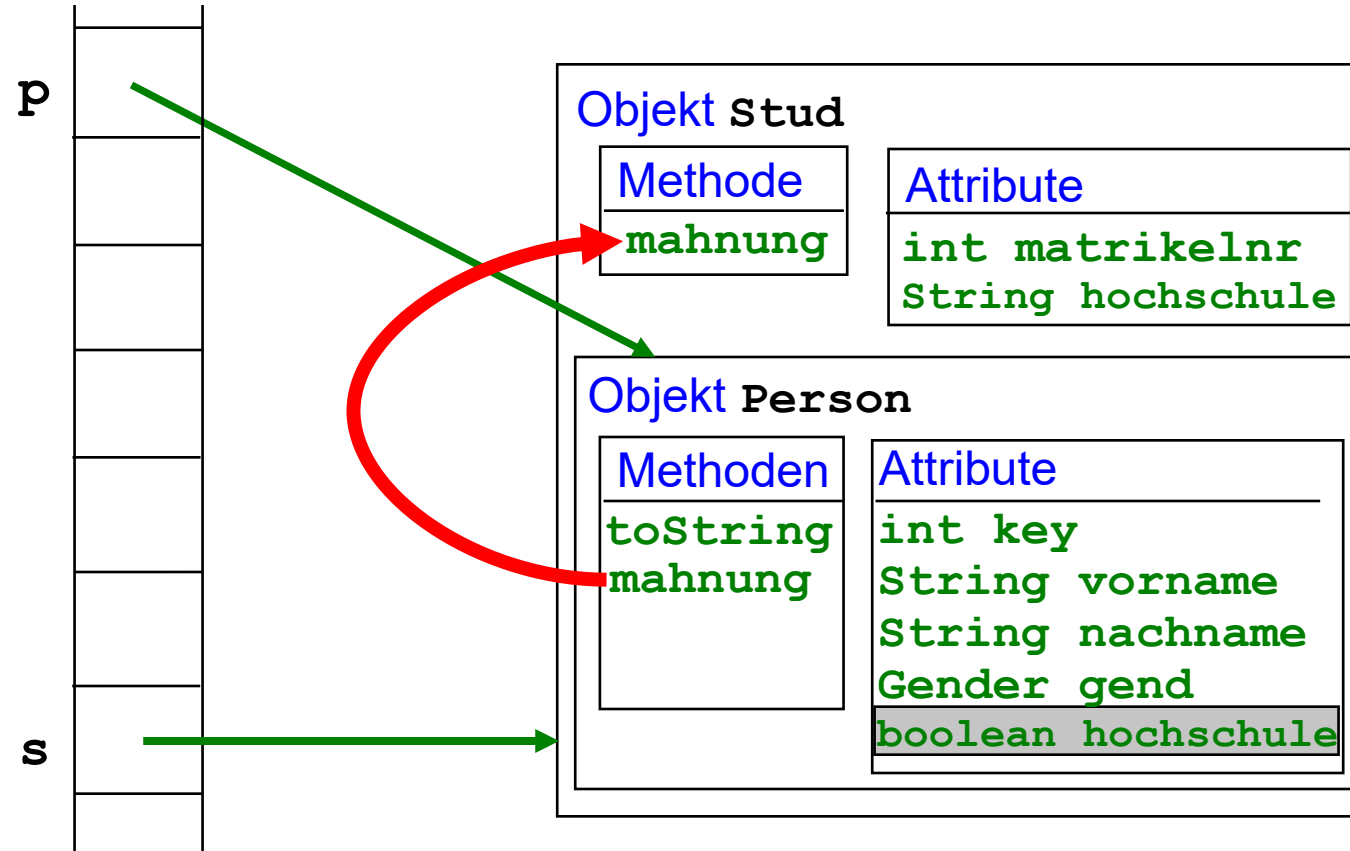 p
Objekt Stud
Methode
mahnung
Attribute
int matrikelnr
String hochschule
Objekt Person
Methoden
toString
mahnung
Attribute
int key
String vorname
String nachname
Gender gend
boolean hochschule
s